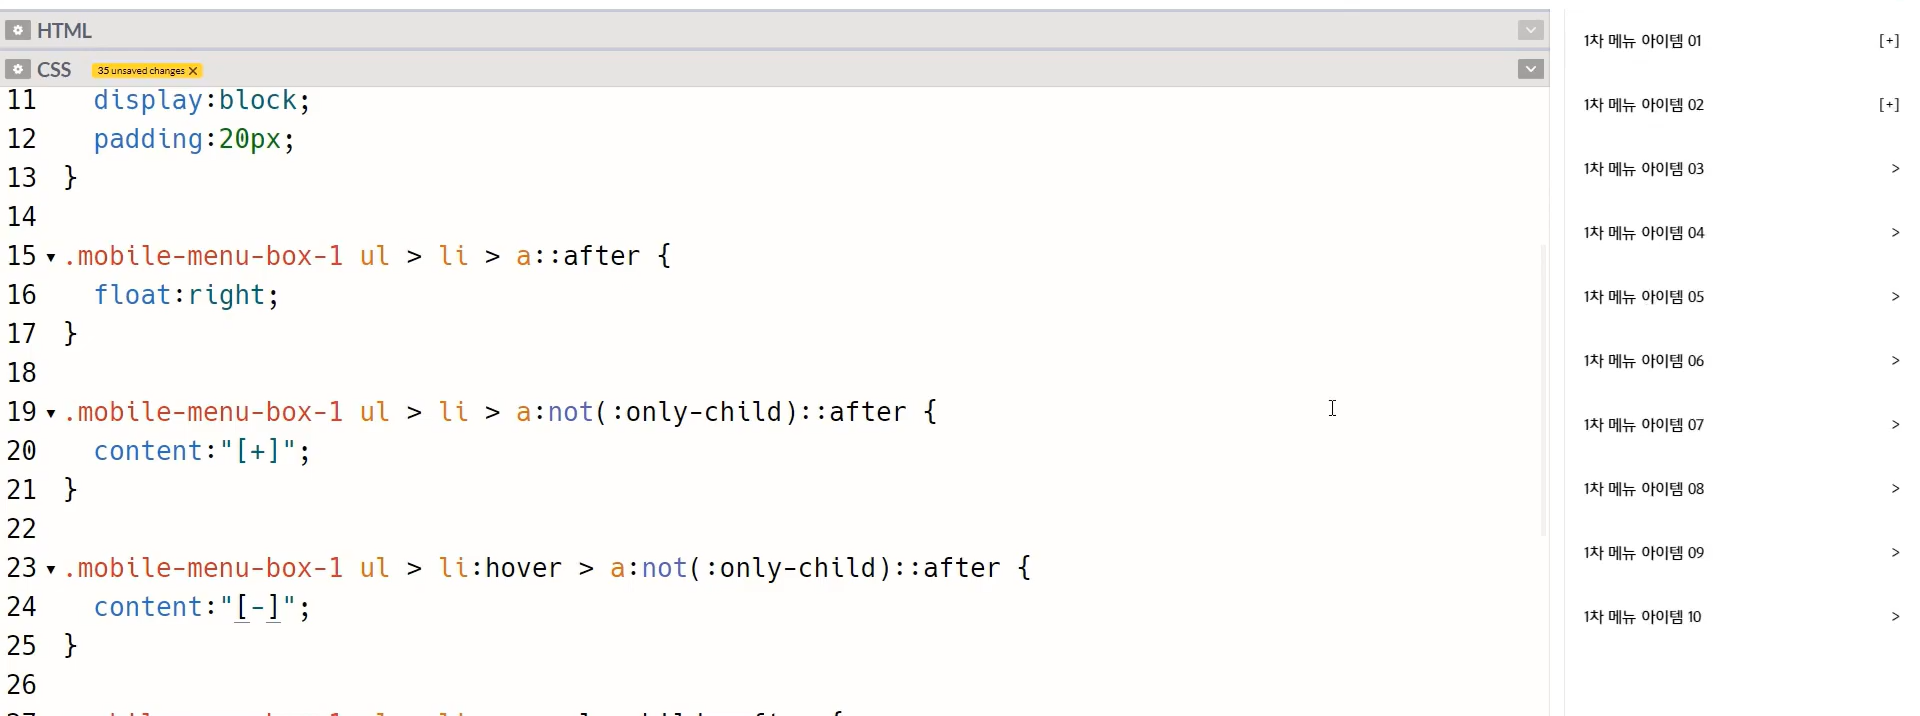 HTML
CSS 35 unsaved changes ×
11 display:block;
12 padding:20px;
13 }
14
15 .mobile-menu-box-1 ul > li > a::after {
16 float:right;
17 }
18
19 .mobile-menu-box-1 ul > li > a:not(:only-child)::after {
20 content:"[+]";
21 }
22
23 .mobile-menu-box-1 ul > li:hover > a:not(:only-child)::after {
24 content:"[-]";
25 }
26
1차 메뉴 아이템 01 [+]
1차 메뉴 아이템 02 [+]
1차 메뉴 아이템 03 >
1차 메뉴 아이템 04 >
1차 메뉴 아이템 05 >
1차 메뉴 아이템 06 >
1차 메뉴 아이템 07 >
1차 메뉴 아이템 08 >
1차 메뉴 아이템 09 >
1차 메뉴 아이템 10 >